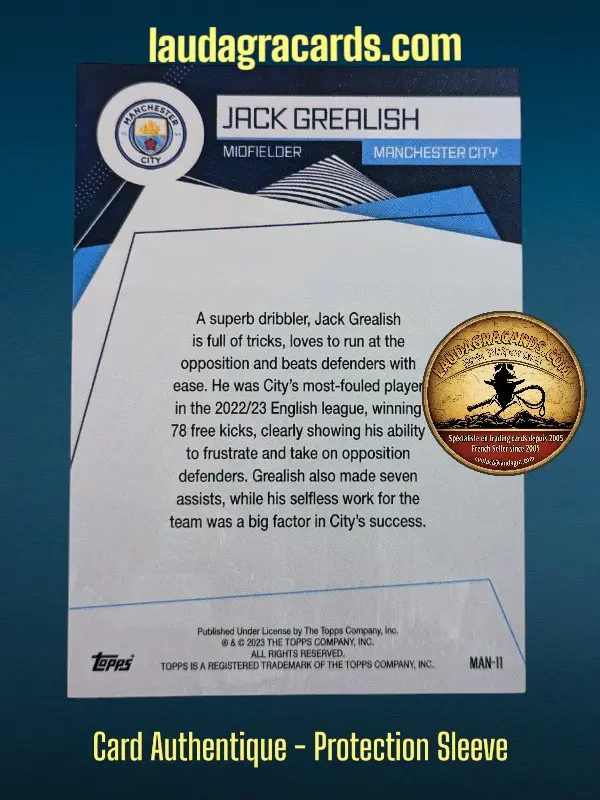 laudagracards.com
MANCHESTER
CITY
JACK GREALISH
MIDFIELDER
MANCHESTER CITY
A superb dribbler, Jack Grealish
is full of tricks, loves to run at the
opposition and beats defenders with
ease. He was City's most-fouled player
in the 2022/23 English league, winning
78 free kicks, clearly showing his ability
to frustrate and take on opposition
defenders. Grealish also made seven
assists, while his selfless work for the
team was a big factor in City's success.
LAUDAGRACARDS.COM
Spécialiste en trading cards depuis 2005
French Seller since 2005
Published Under License by The Topps Company, Inc.
® & © 2023 THE TOPPS COMPANY, INC.
ALL RIGHTS RESERVED.
TOPPS IS A REGISTERED TRADEMARK OF THE TOPPS COMPANY, INC.
Topps
MAN-11
Card Authentique - Protection Sleeve